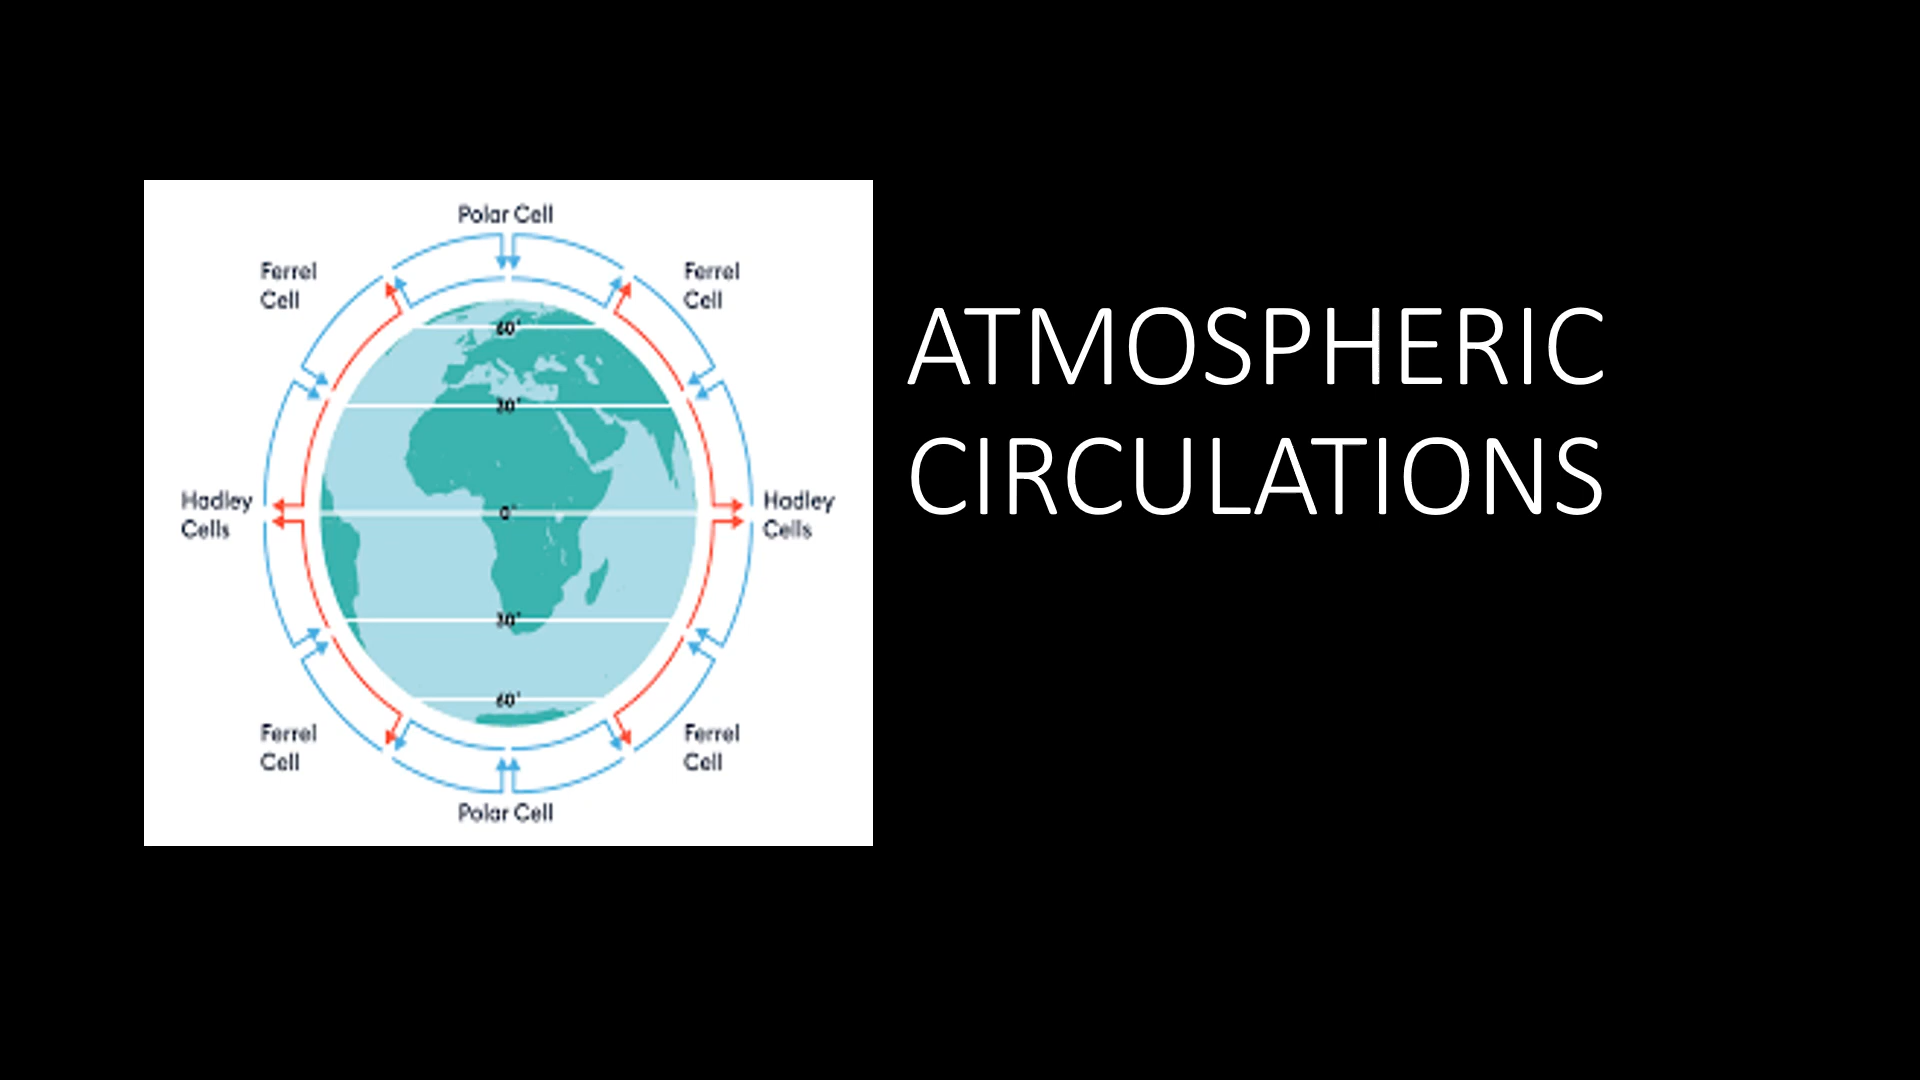 Polar Cell
Ferrel
Cell
Ferrel
Cell
60°
30°
Hadley
Cells
0°
Hadley
Cells
30°
60°
Ferrel
Cell
Ferrel
Cell
Polar Cell
ATMOSPHERIC
CIRCULATIONS